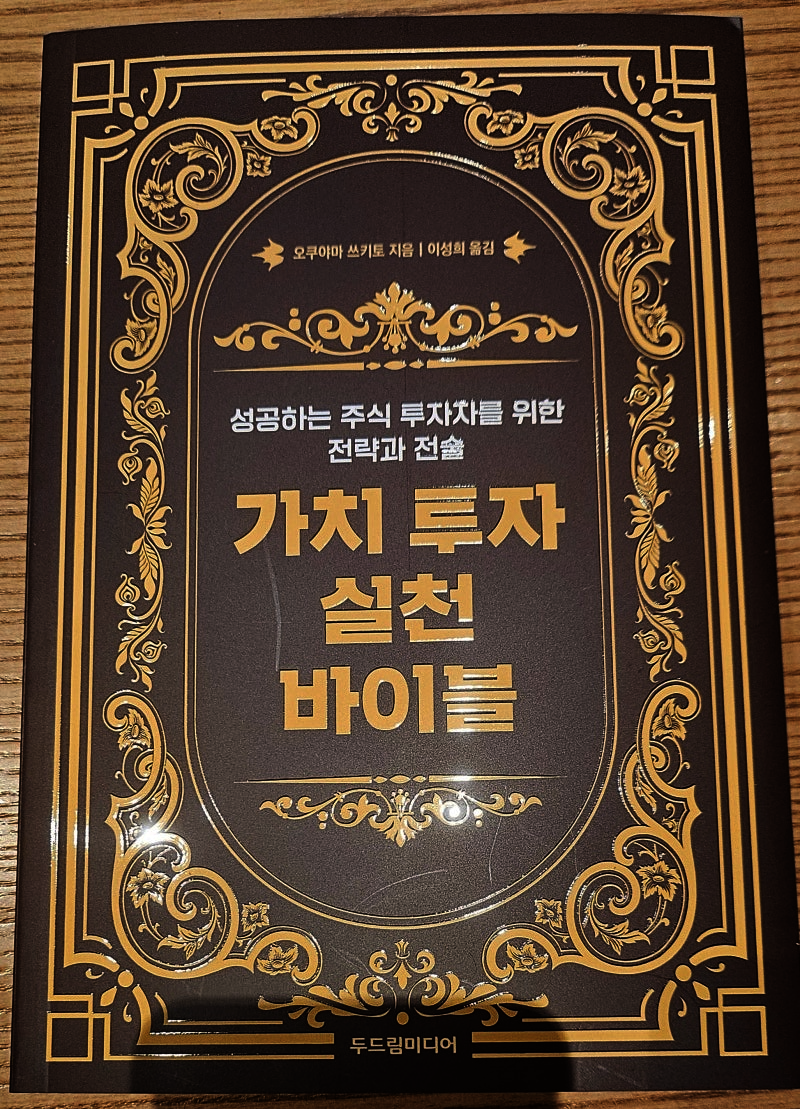 오쿠야마 쓰키토 지음 | 이성희 옮김
성공하는 주식 투자자를 위한
전략과 전술
가치 투자
실천
바이블
두드림미디어